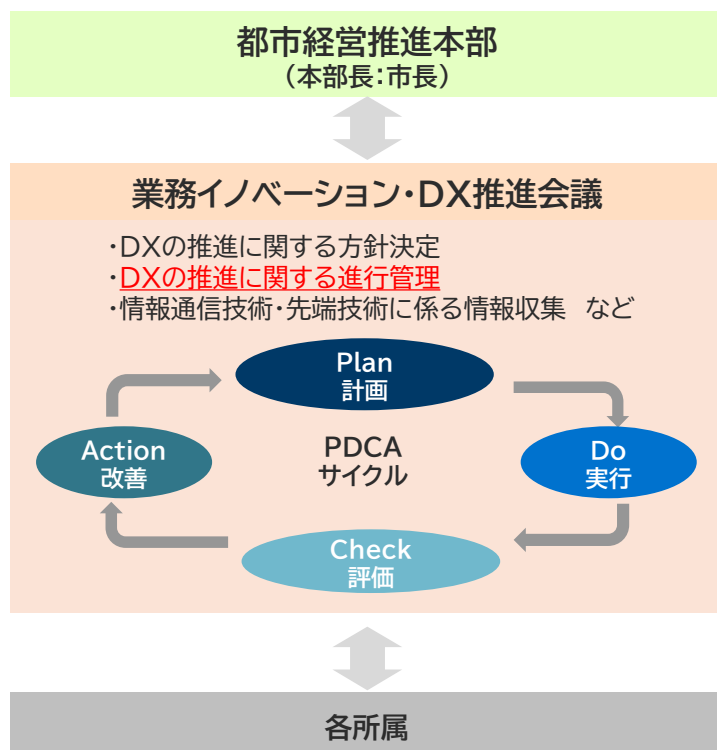 都市経営推進本部
（本部長：市長）
業務イノベーション・DX推進会議
・DXの推進に関する方針決定
・DXの推進に関する進行管理
・情報通信技術・先端技術に係る情報収集　など
Plan
計画
Action
改善
PDCA
サイクル
Do
実行
Check
評価
各所属